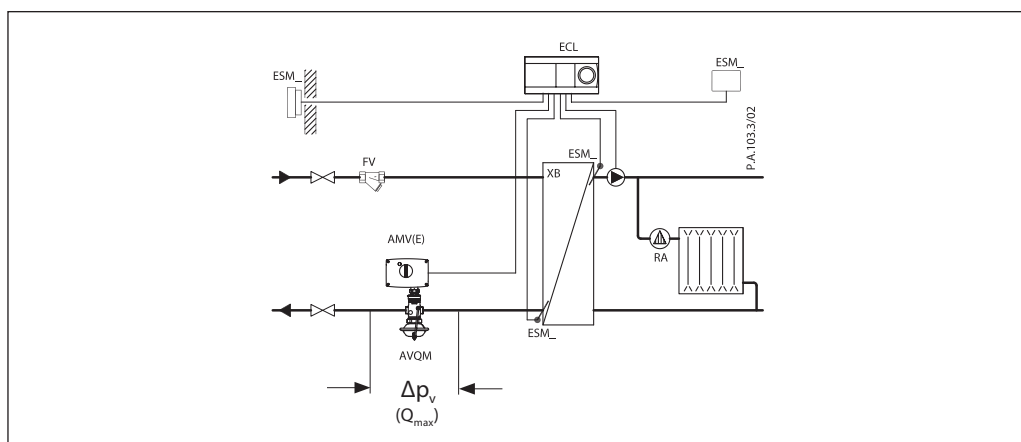 ECL
ESM_
ESM_
P.A.103.3/02
FV
ESM_
XB
AMV(E)
RA
ESM_
AVQM
Δpv
(Qmax)